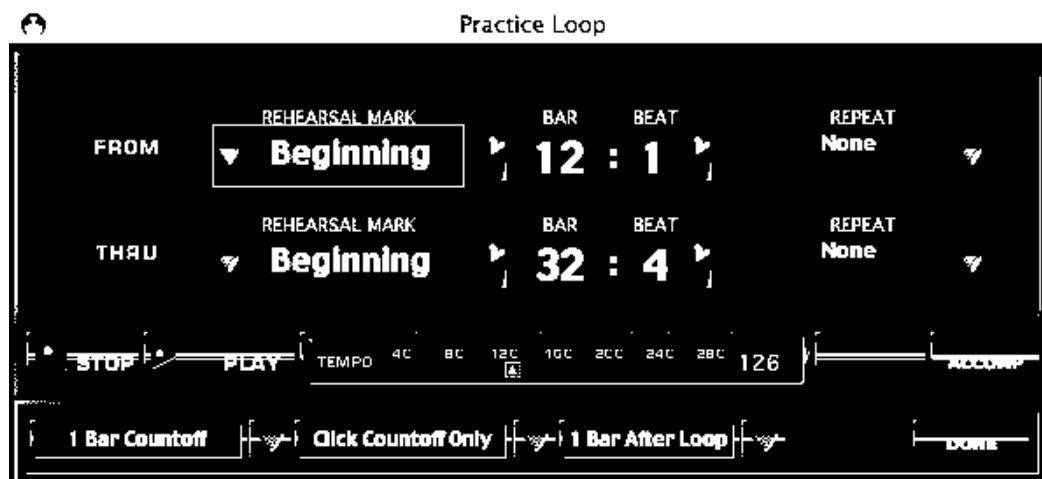 Practice Loop
REHEARSAL MARK BAR BEAT REPEAT
FROM Beginning 12 : 1 None
REHEARSAL MARK BAR BEAT REPEAT
THRU Beginning 32 : 4 None
STOP PLAY TEMPO 40 80 120 160 200 240 280 126 ACCOMP
1 Bar Countoff Click Countoff Only 1 Bar After Loop DONE